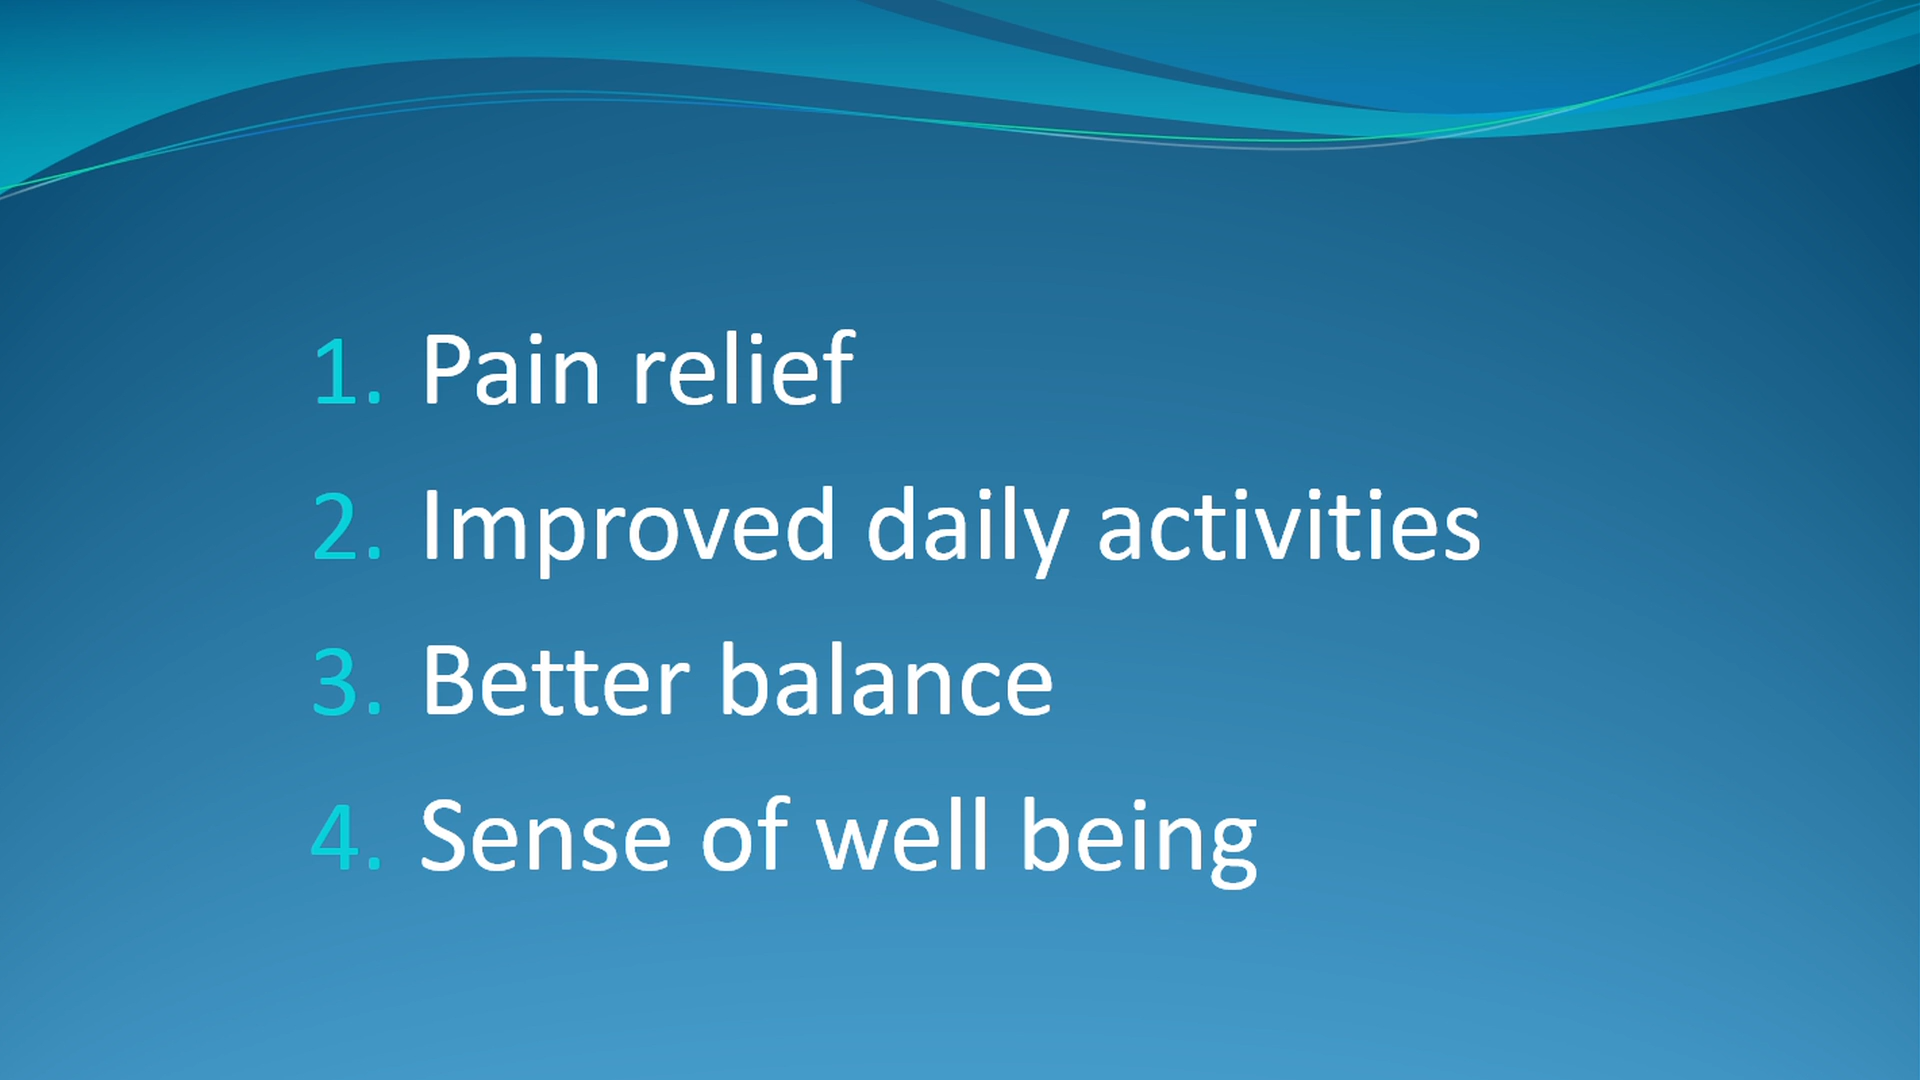 1. Pain relief
2. Improved daily activities
3. Better balance
4. Sense of well being